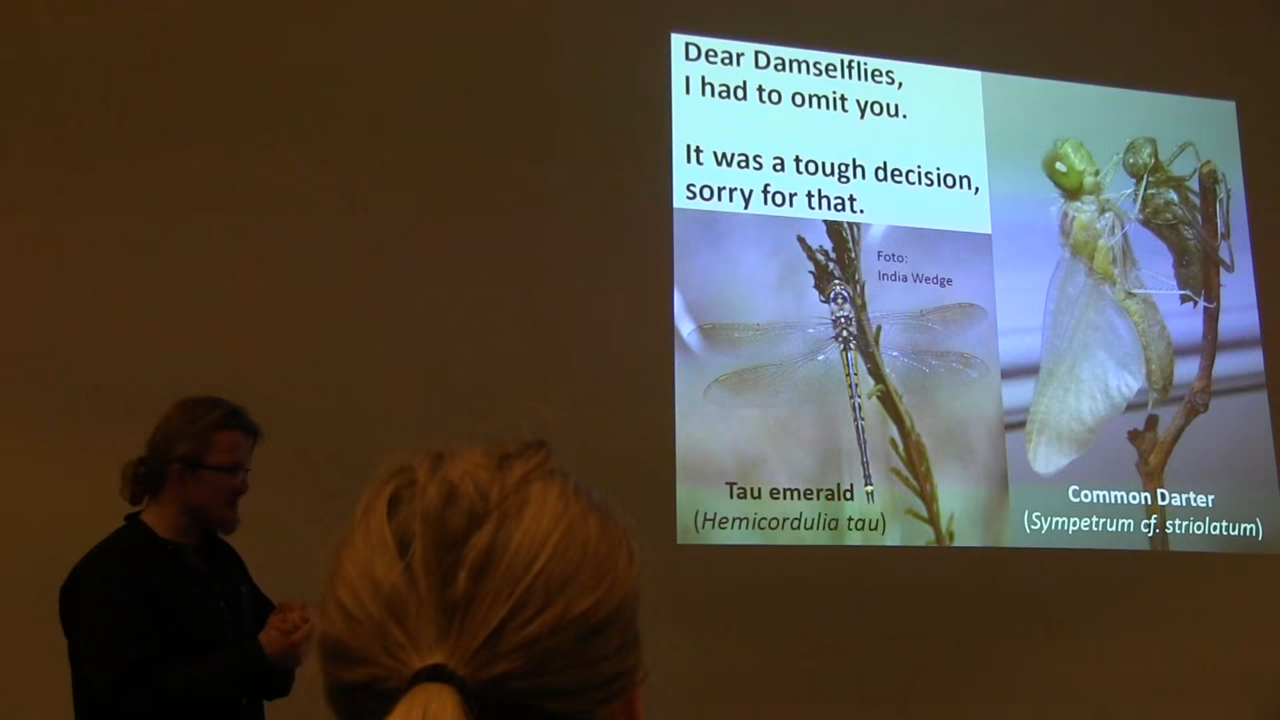 Dear Damselflies,
I had to omit you.
It was a tough decision,
sorry for that.
Foto:
India Wedge
Tau emerald
(Hemicordulia tau)
Common Darter
(Sympetrum cf. striolatum)